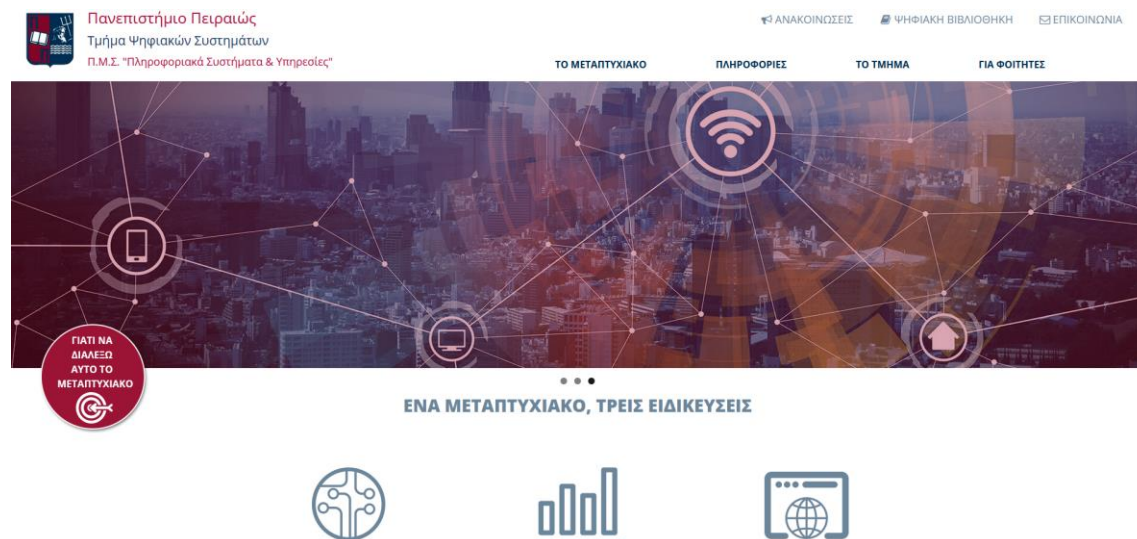 Πανεπιστήμιο Πειραιώς
Τμήμα Ψηφιακών Συστημάτων
Π.Μ.Σ. "Πληροφοριακά Συστήματα & Υπηρεσίες"
ΑΝΑΚΟΙΝΩΣΕΙΣ ΨΗΦΙΑΚΗ ΒΙΒΛΙΟΘΗΚΗ ΕΠΙΚΟΙΝΩΝΙΑ
ΤΟ ΜΕΤΑΠΤΥΧΙΑΚΟ ΠΛΗΡΟΦΟΡΙΕΣ ΤΟ ΤΜΗΜΑ ΓΙΑ ΦΟΙΤΗΤΕΣ
ΓΙΑΤΙ ΝΑ
ΔΙΑΛΕΞΩ
ΑΥΤΟ ΤΟ
ΜΕΤΑΠΤΥΧΙΑΚΟ
ΕΝΑ ΜΕΤΑΠΤΥΧΙΑΚΟ, ΤΡΕΙΣ ΕΙΔΙΚΕΥΣΕΙΣ